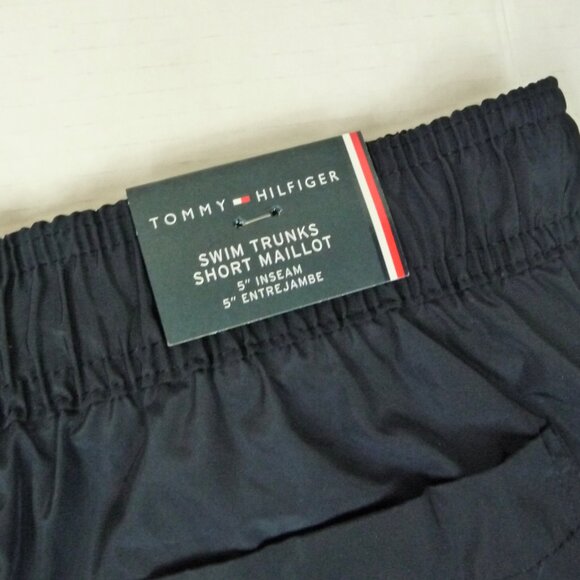 TOMMY HILFIGER
SWIM TRUNKS
SHORT MAILLOT
5" INSEAM
5" ENTREJAMBE